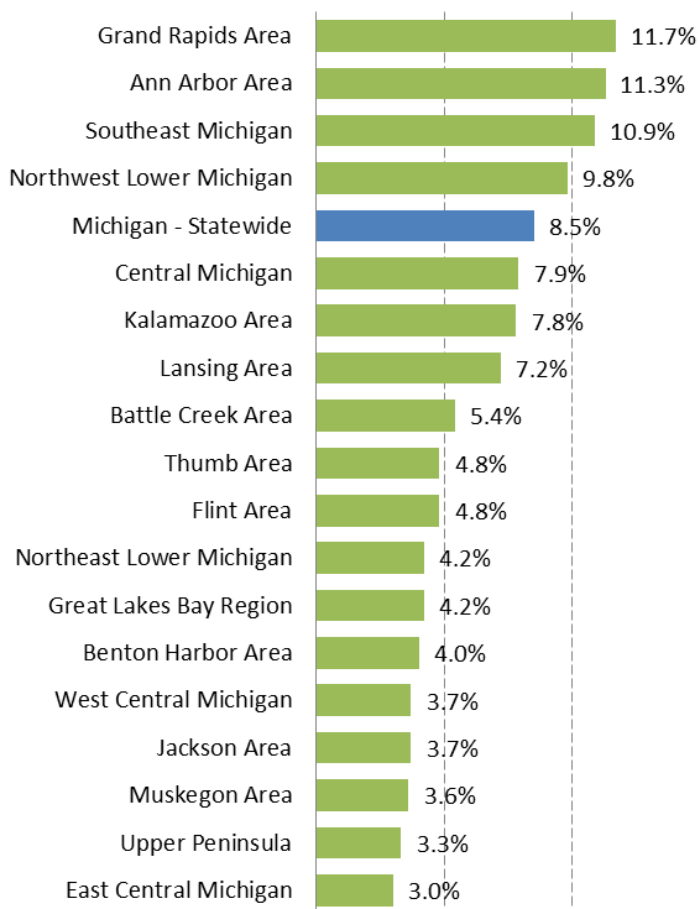 Grand Rapids Area 11.7%
Ann Arbor Area 11.3%
Southeast Michigan 10.9%
Northwest Lower Michigan 9.8%
Michigan - Statewide 8.5%
Central Michigan 7.9%
Kalamazoo Area 7.8%
Lansing Area 7.2%
Battle Creek Area 5.4%
Thumb Area 4.8%
Flint Area 4.8%
Northeast Lower Michigan 4.2%
Great Lakes Bay Region 4.2%
Benton Harbor Area 4.0%
West Central Michigan 3.7%
Jackson Area 3.7%
Muskegon Area 3.6%
Upper Peninsula 3.3%
East Central Michigan 3.0%